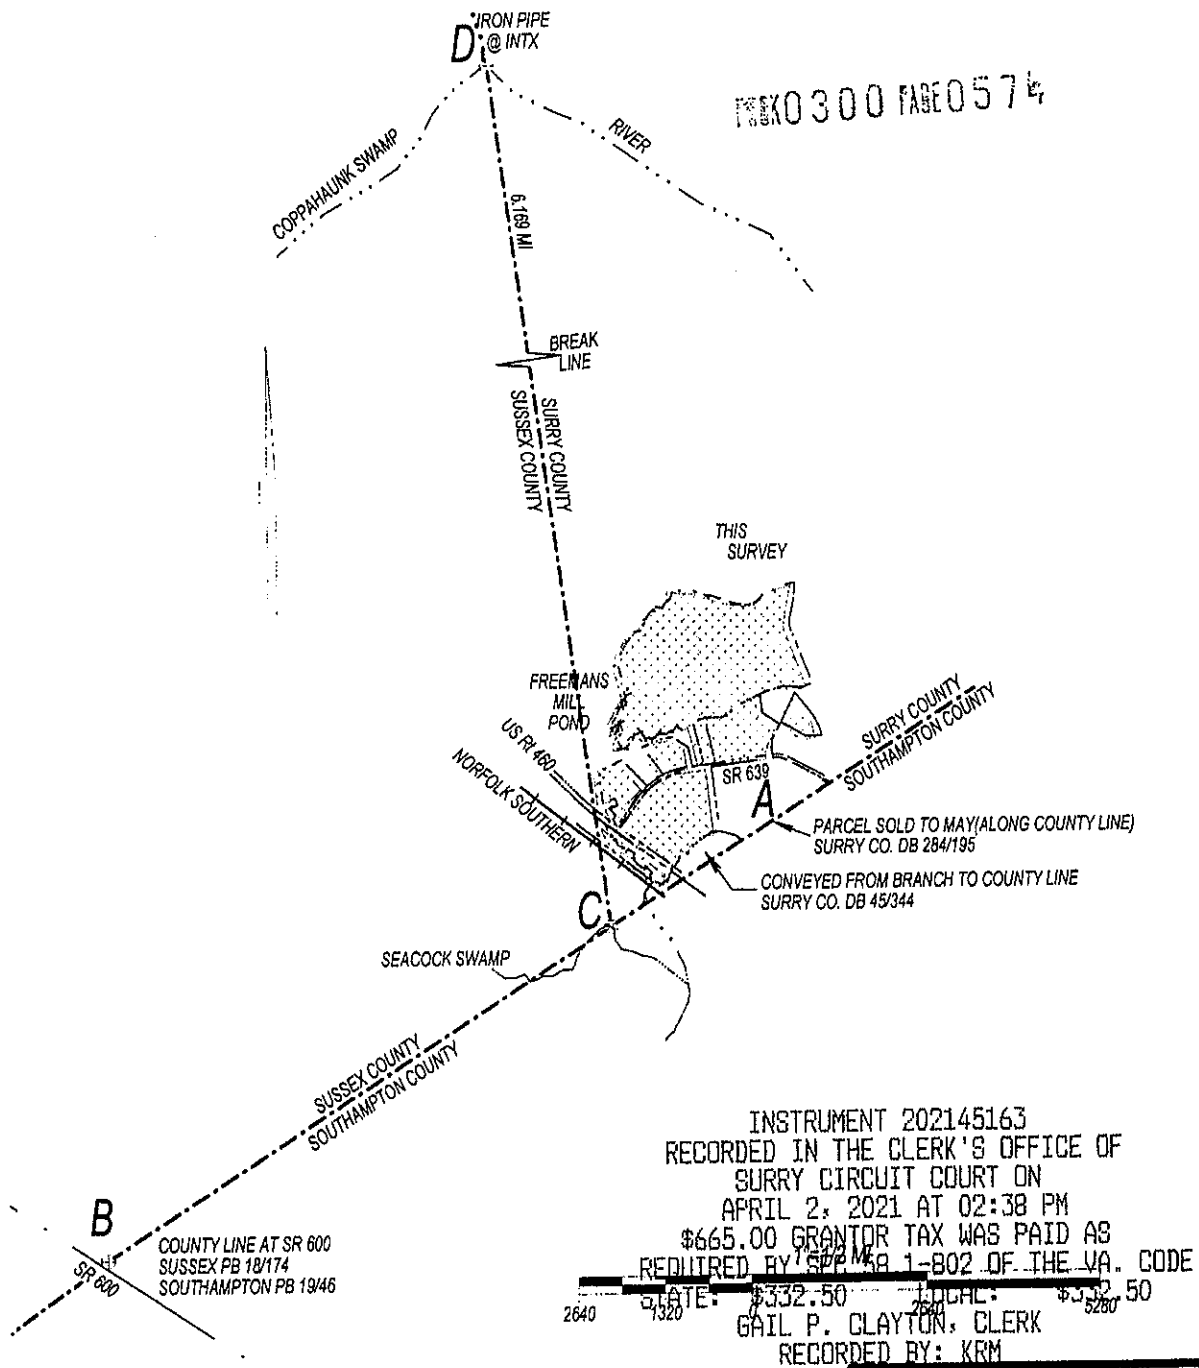 IRON PIPE
@ INTX
D
0300 PAGE 0574
RIVER
COPPAHAUNK SWAMP
6.169 MI
BREAK
LINE
SURRY COUNTY
SUSSEX COUNTY
THIS
SURVEY
FREEMANS
MILL
POND
US Rt 460
NORFOLK SOUTHERN
SURRY COUNTY
SOUTHAMPTON COUNTY
SR 639
A
PARCEL SOLD TO MAY(ALONG COUNTY LINE)
SURRY CO. DB 284/195
CONVEYED FROM BRANCH TO COUNTY LINE
SURRY CO. DB 45/344
C
SEACOCK SWAMP
SUSSEX COUNTY
SOUTHAMPTON COUNTY
B
COUNTY LINE AT SR 600
SUSSEX PB 18/174
SOUTHAMPTON PB 19/46
SR 600
INSTRUMENT 202145163
RECORDED IN THE CLERK'S OFFICE OF
SURRY CIRCUIT COURT ON
APRIL 2, 2021 AT 02:38 PM
$665.00 GRANTOR TAX WAS PAID AS
1"=1/2 MI
REQUIRED BY SEC 58.1-802 OF THE VA. CODE
STATE: $332.50 LOCAL: $332.50
2640 1320 0 2640 5280
GAIL P. CLAYTON, CLERK
RECORDED BY: KRM